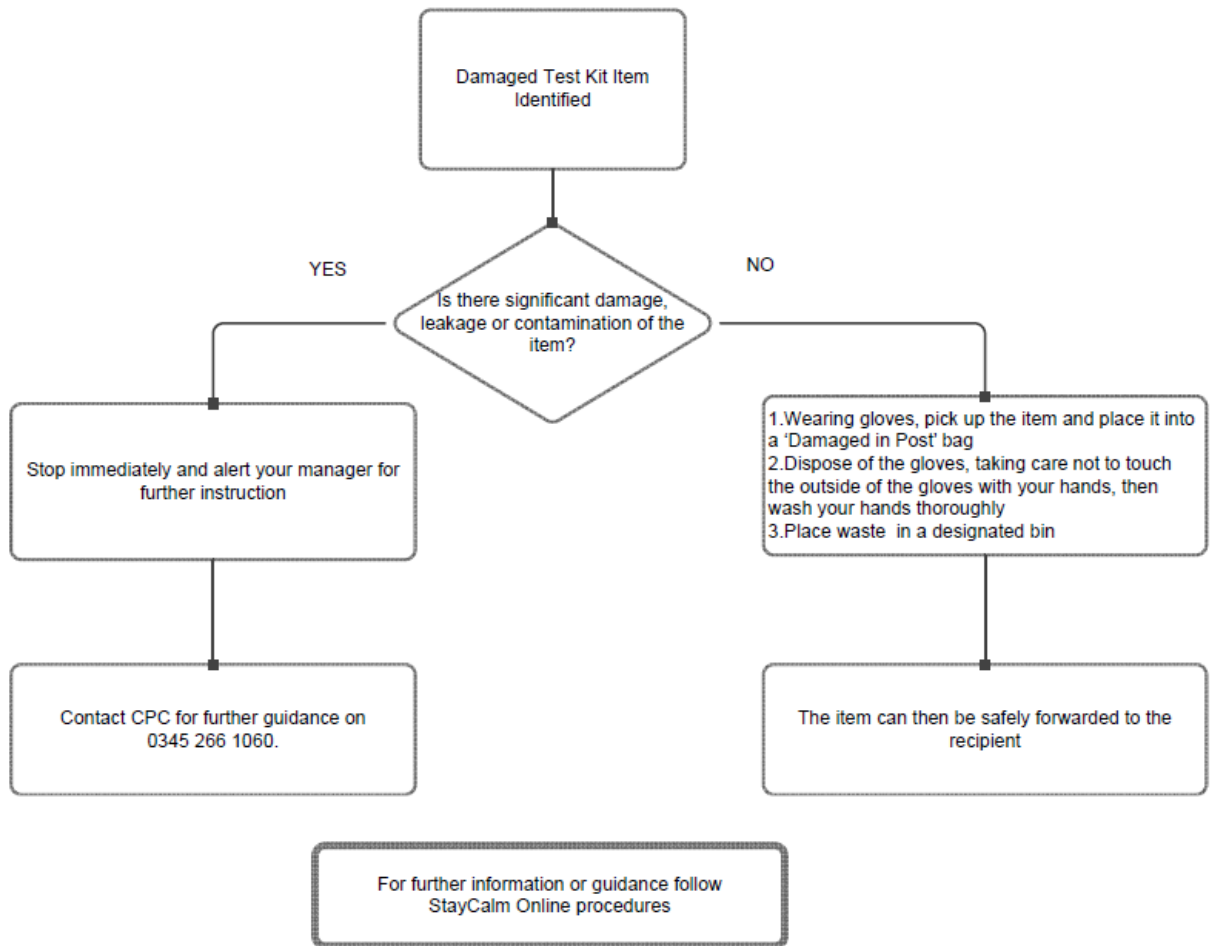 Damaged Test Kit Item
Identified
YES
NO
Is there significant damage,
leakage or contamination of the
item?
Stop immediately and alert your manager for
further instruction
1.Wearing gloves, pick up the item and place it into
a ‘Damaged in Post’ bag
2.Dispose of the gloves, taking care not to touch
the outside of the gloves with your hands, then
wash your hands thoroughly
3.Place waste in a designated bin
Contact CPC for further guidance on
0345 266 1060.
The item can then be safely forwarded to the
recipient
For further information or guidance follow
StayCalm Online procedures